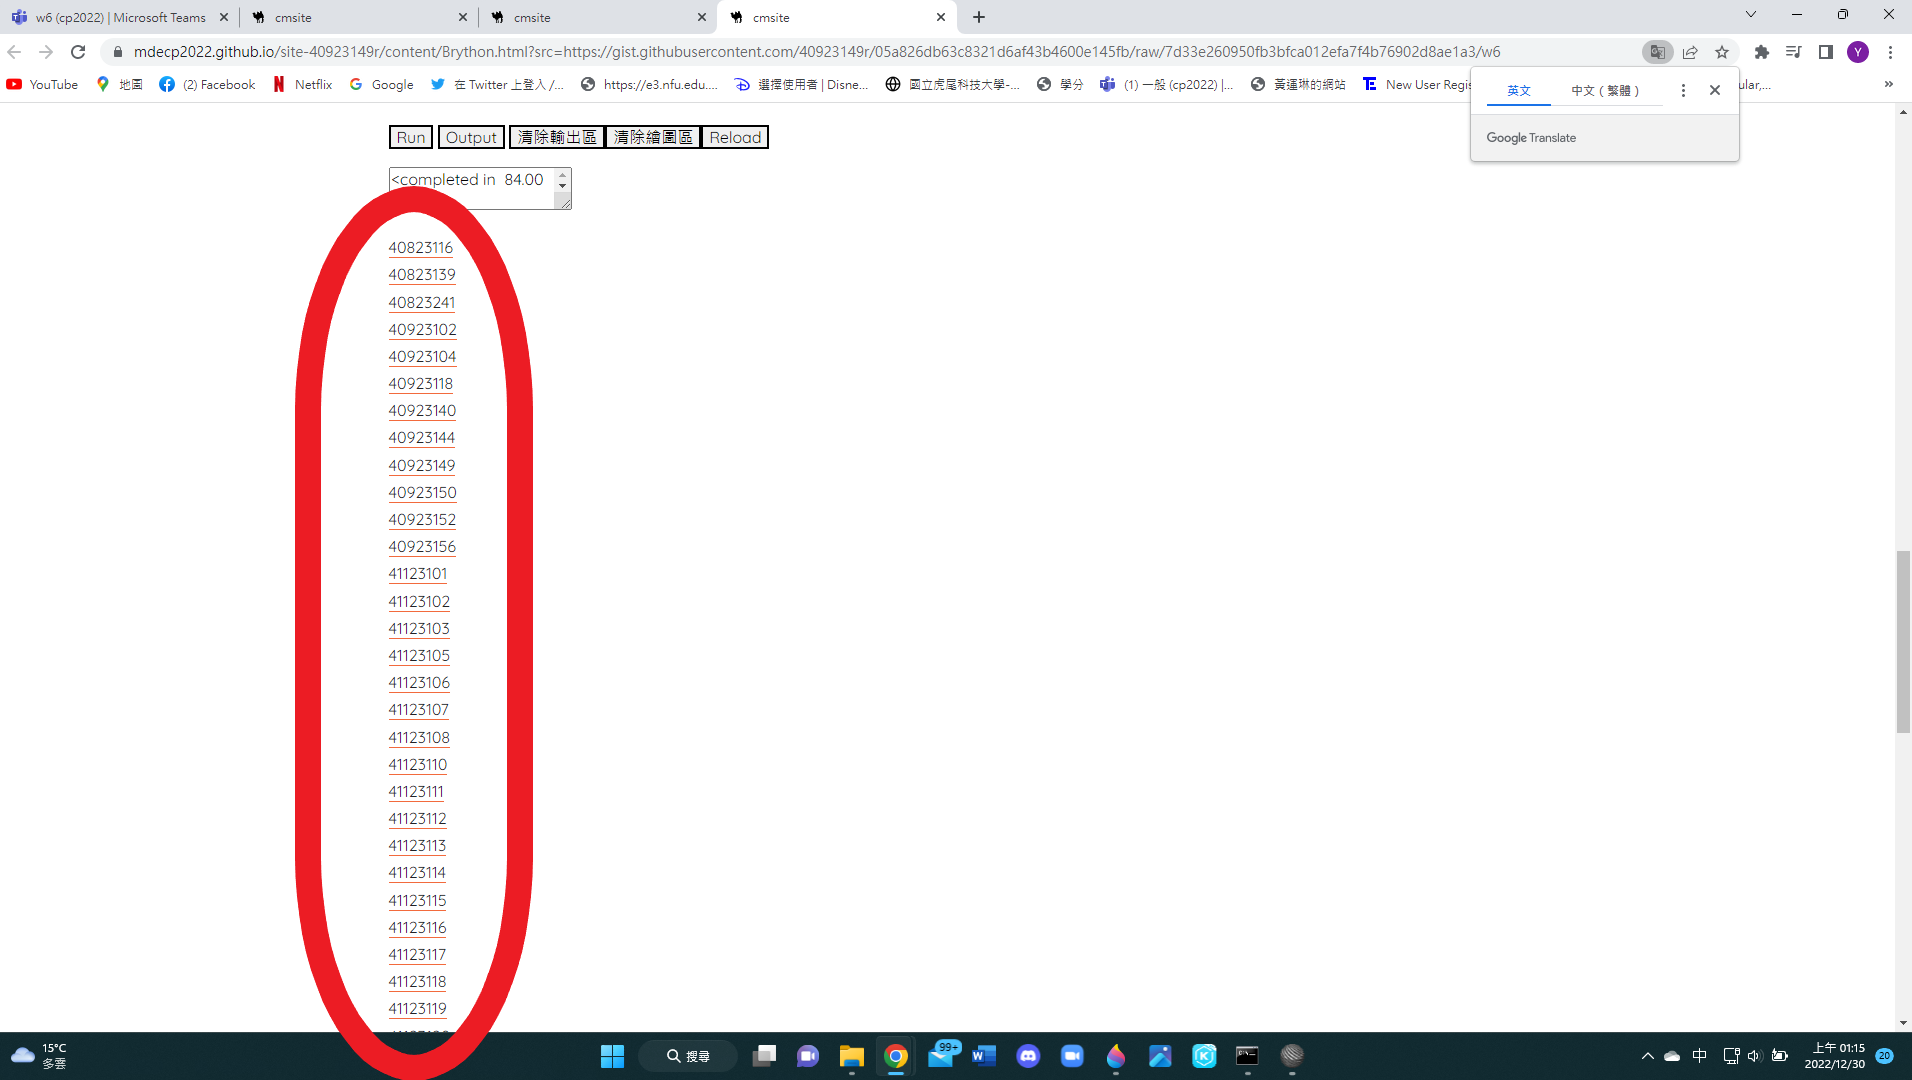 w6 (cp2022) | Microsoft Teams
cmsite
cmsite
cmsite
mdecp2022.github.io/site-40923149r/content/Brython.html?src=https://gist.githubusercontent.com/40923149r/05a826db63c8321d6af43b4600e145fb/raw/7d33e260950fb3bfca012efa7f4b76902d8ae1a3/w6
Y
YouTube
地圖
(2) Facebook
Netflix
Google
在 Twitter 上登入 /...
https://e3.nfu.edu....
選擇使用者 | Disne...
國立虎尾科技大學-...
學分
(1) 一般 (cp2022) |...
黃運琳的網站
New User Regis
ular,...
»
英文
中文 ( 繁體 )
Google Translate
Run
Output
清除輸出區
清除繪圖區
Reload
<completed in 84.00
40823116
40823139
40823241
40923102
40923104
40923118
40923140
40923144
40923149
40923150
40923152
40923156
41123101
41123102
41123103
41123105
41123106
41123107
41123108
41123110
41123111
41123112
41123113
41123114
41123115
41123116
41123117
41123118
41123119
15°C
多雲
搜尋
99+
中
上午 01:15
2022/12/30
20